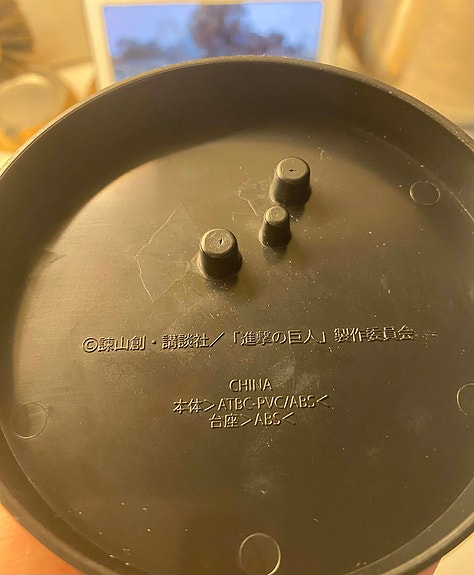 ©諫山創・講談社／「進撃の巨人」製作委員会
CHINA
本体>ATBC-PVC/ABS<
台座>ABS<